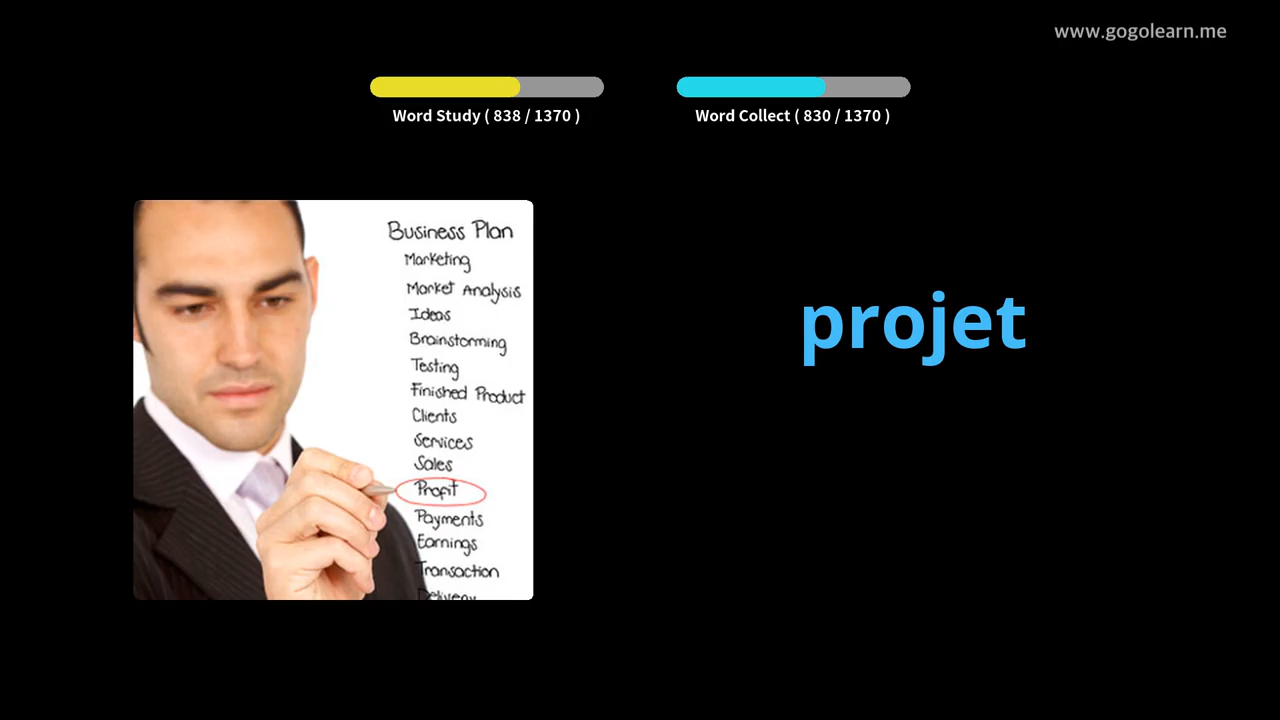 www.gogolearn.me
Word Study ( 838 / 1370 )
Word Collect ( 830 / 1370 )
Business Plan
Marketing
Market Analysis
Ideas
Brainstorming
Testing
Finished Product
Clients
Services
Sales
Profit
Payments
Earnings
Transaction
Delivery
projet